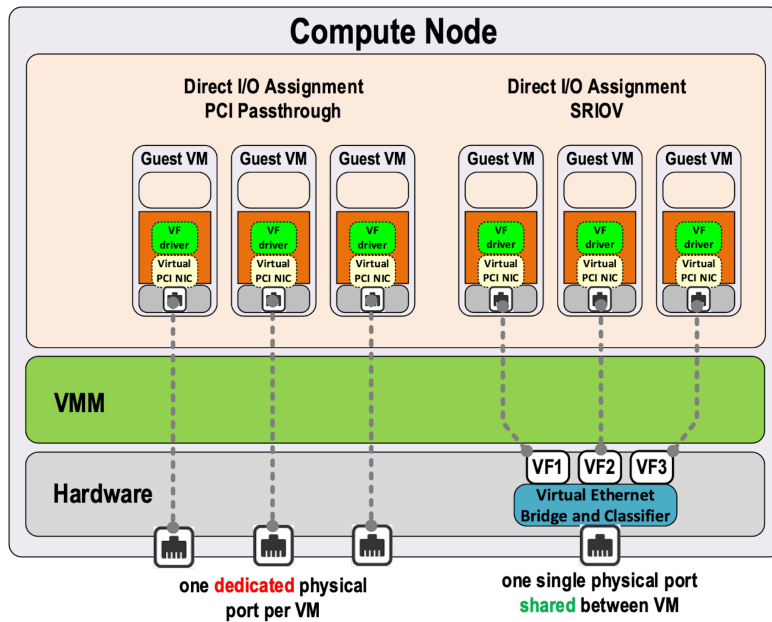 Compute Node
Direct I/O Assignment
PCI Passthrough
Direct I/O Assignment
SRIOV
Guest VM
Guest VM
Guest VM
Guest VM
Guest VM
Guest VM
VF
driver
Virtual
PCI NIC
VF
driver
Virtual
PCI NIC
VF
driver
Virtual
PCI NIC
VF
driver
Virtual
PCI NIC
VF
driver
Virtual
PCI NIC
VF
driver
Virtual
PCI NIC
VMM
Hardware
VF1
VF2
VF3
Virtual Ethernet
Bridge and Classifier
one dedicated physical
port per VM
one single physical port
shared between VM